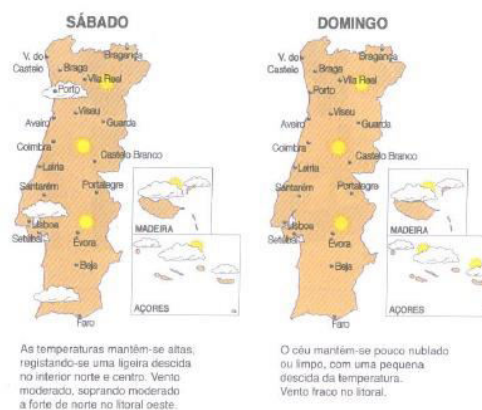 SÁBADO
Bragança
V. do
Castelo
Braga
Vila Real
Porto
Viseu
Aveiro
Guarda
Coimbra
Castelo Branco
Leiria
Santarém
Portalegre
Lisboa
Setúbal
Évora
Beja
Faro
MADEIRA
AÇORES
As temperaturas mantêm-se altas,
registando-se uma ligeira descida
no interior norte e centro. Vento
moderado, soprando moderado
a forte de norte no litoral oeste.
DOMINGO
Bragança
V. do
Castelo
Braga
Vila Real
Porto
Viseu
Aveiro
Guarda
Coimbra
Castelo Branco
Leiria
Santarém
Portalegre
Lisboa
Setúbal
Évora
Beja
Faro
MADEIRA
AÇORES
O céu mantém-se pouco nublado
ou limpo, com uma pequena
descida da temperatura.
Vento fraco no litoral.